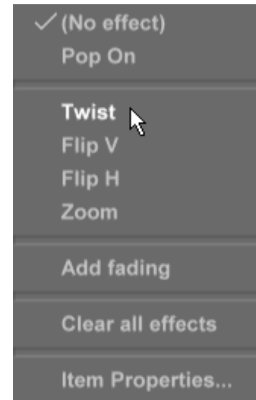 (No effect)
Pop On
Twist
Flip V
Flip H
Zoom
Add fading
Clear all effects
Item Properties...